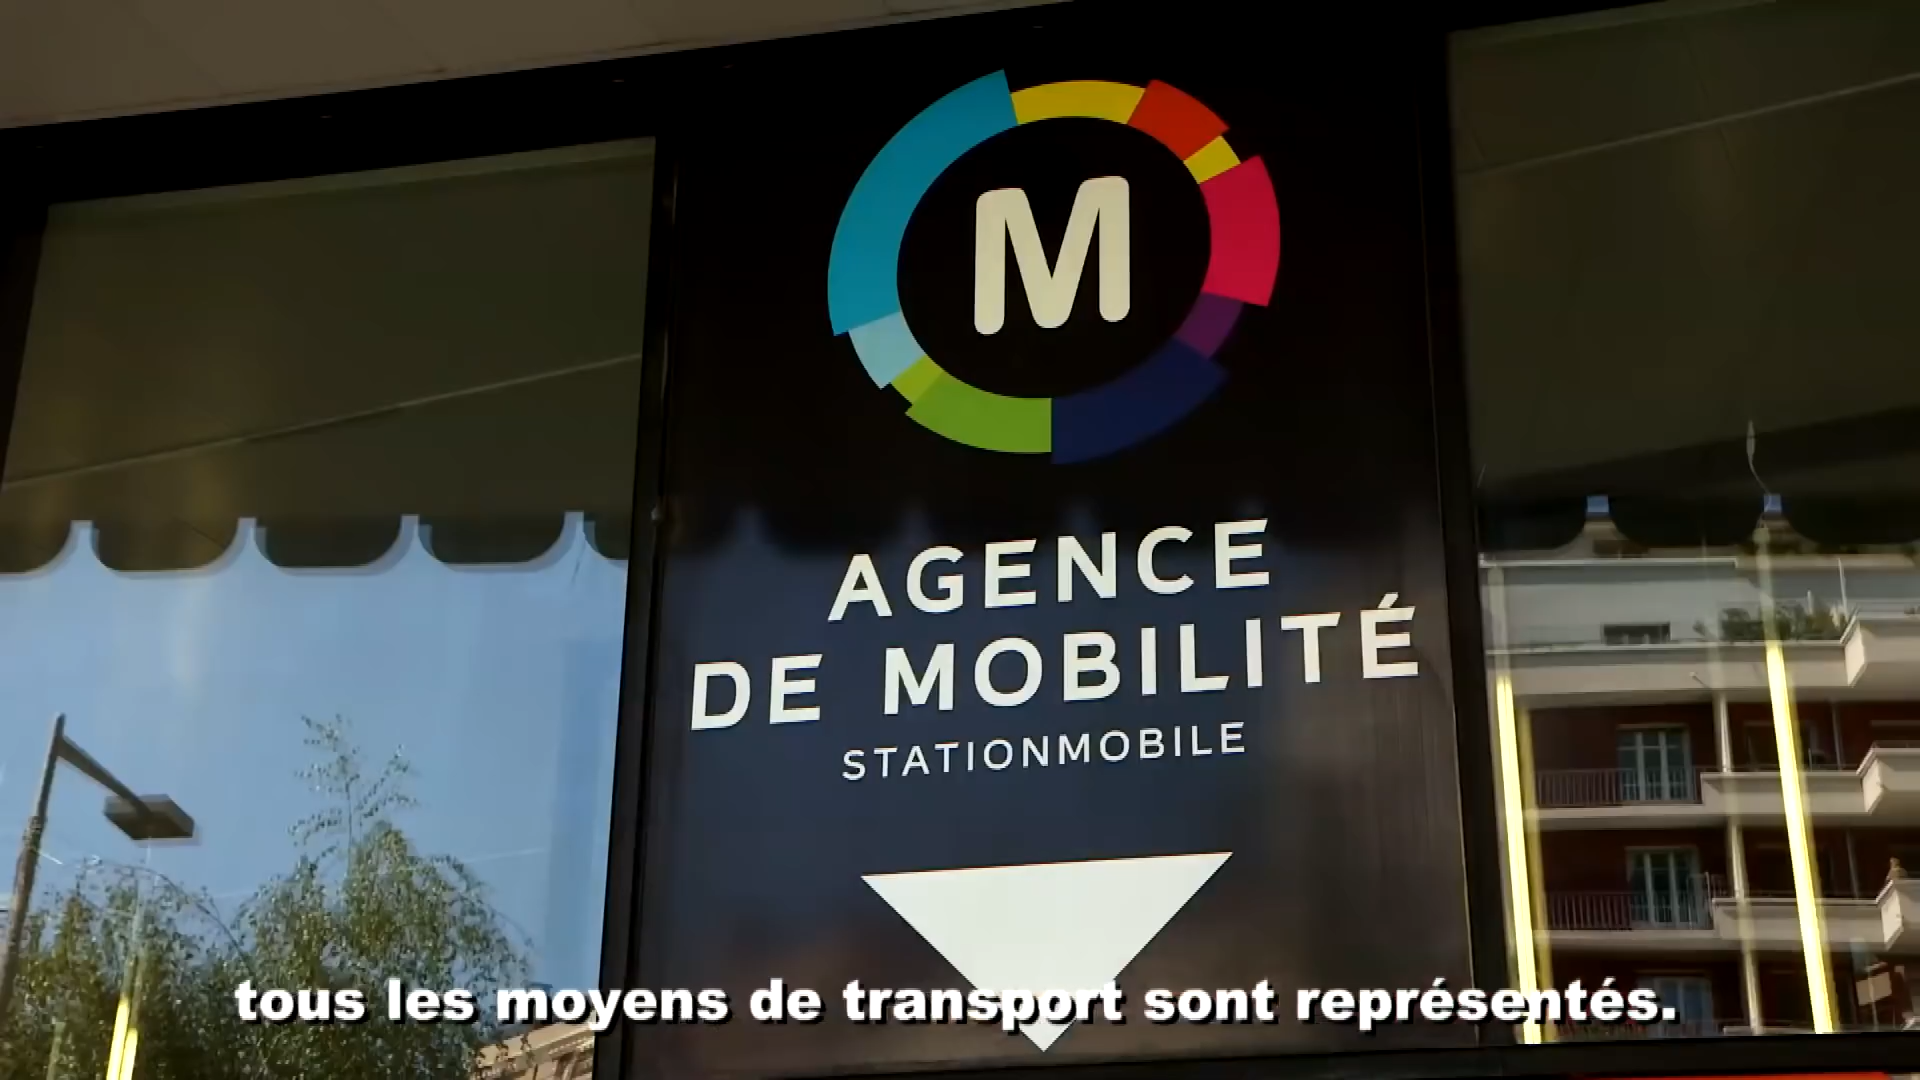 M
AGENCE
DE MOBILITÉ
STATIONMOBILE
tous les moyens de transport sont représentés.